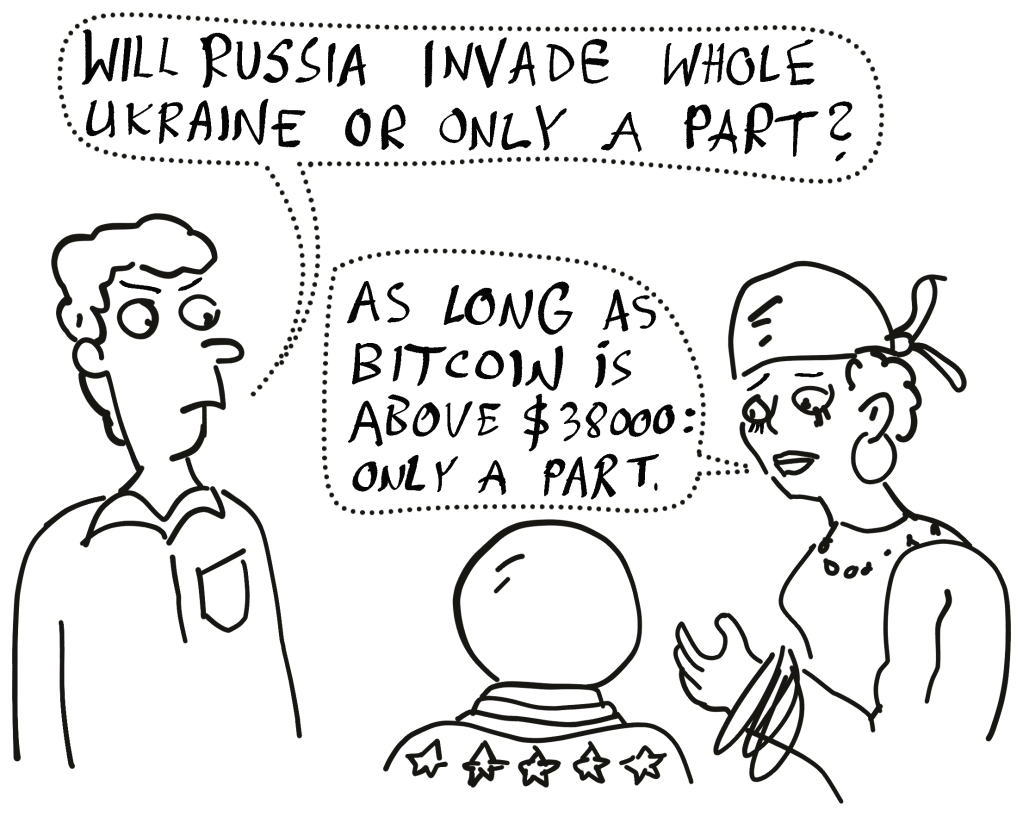 WILL RUSSIA INVADE WHOLE
UKRAINE OR ONLY A PART?
AS LONG AS
BITCOIN iS
ABOVE $38000:
ONLY A PART.